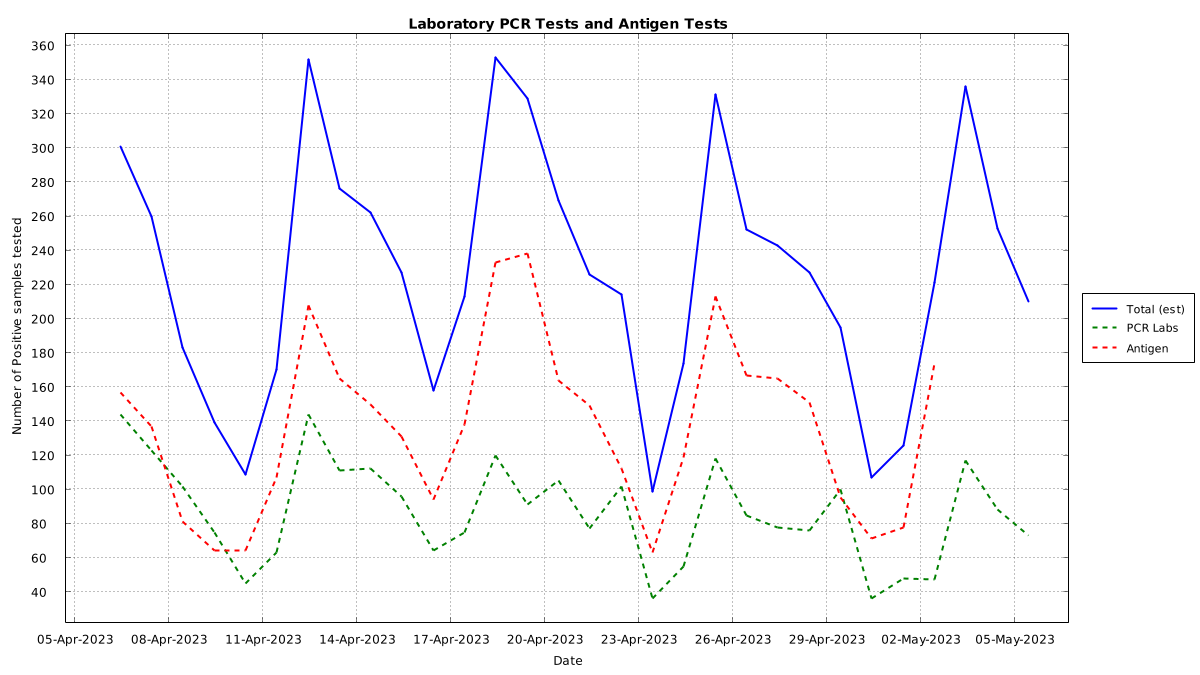 Laboratory PCR Tests and Antigen Tests
360
340
320
300
280
260
240
220
200
180
160
140
120
100
80
60
40
Number of Positive samples tested
05-Apr-2023 08-Apr-2023 11-Apr-2023 14-Apr-2023 17-Apr-2023 20-Apr-2023 23-Apr-2023 26-Apr-2023 29-Apr-2023 02-May-2023 05-May-2023
Date
Total (est)
PCR Labs
Antigen